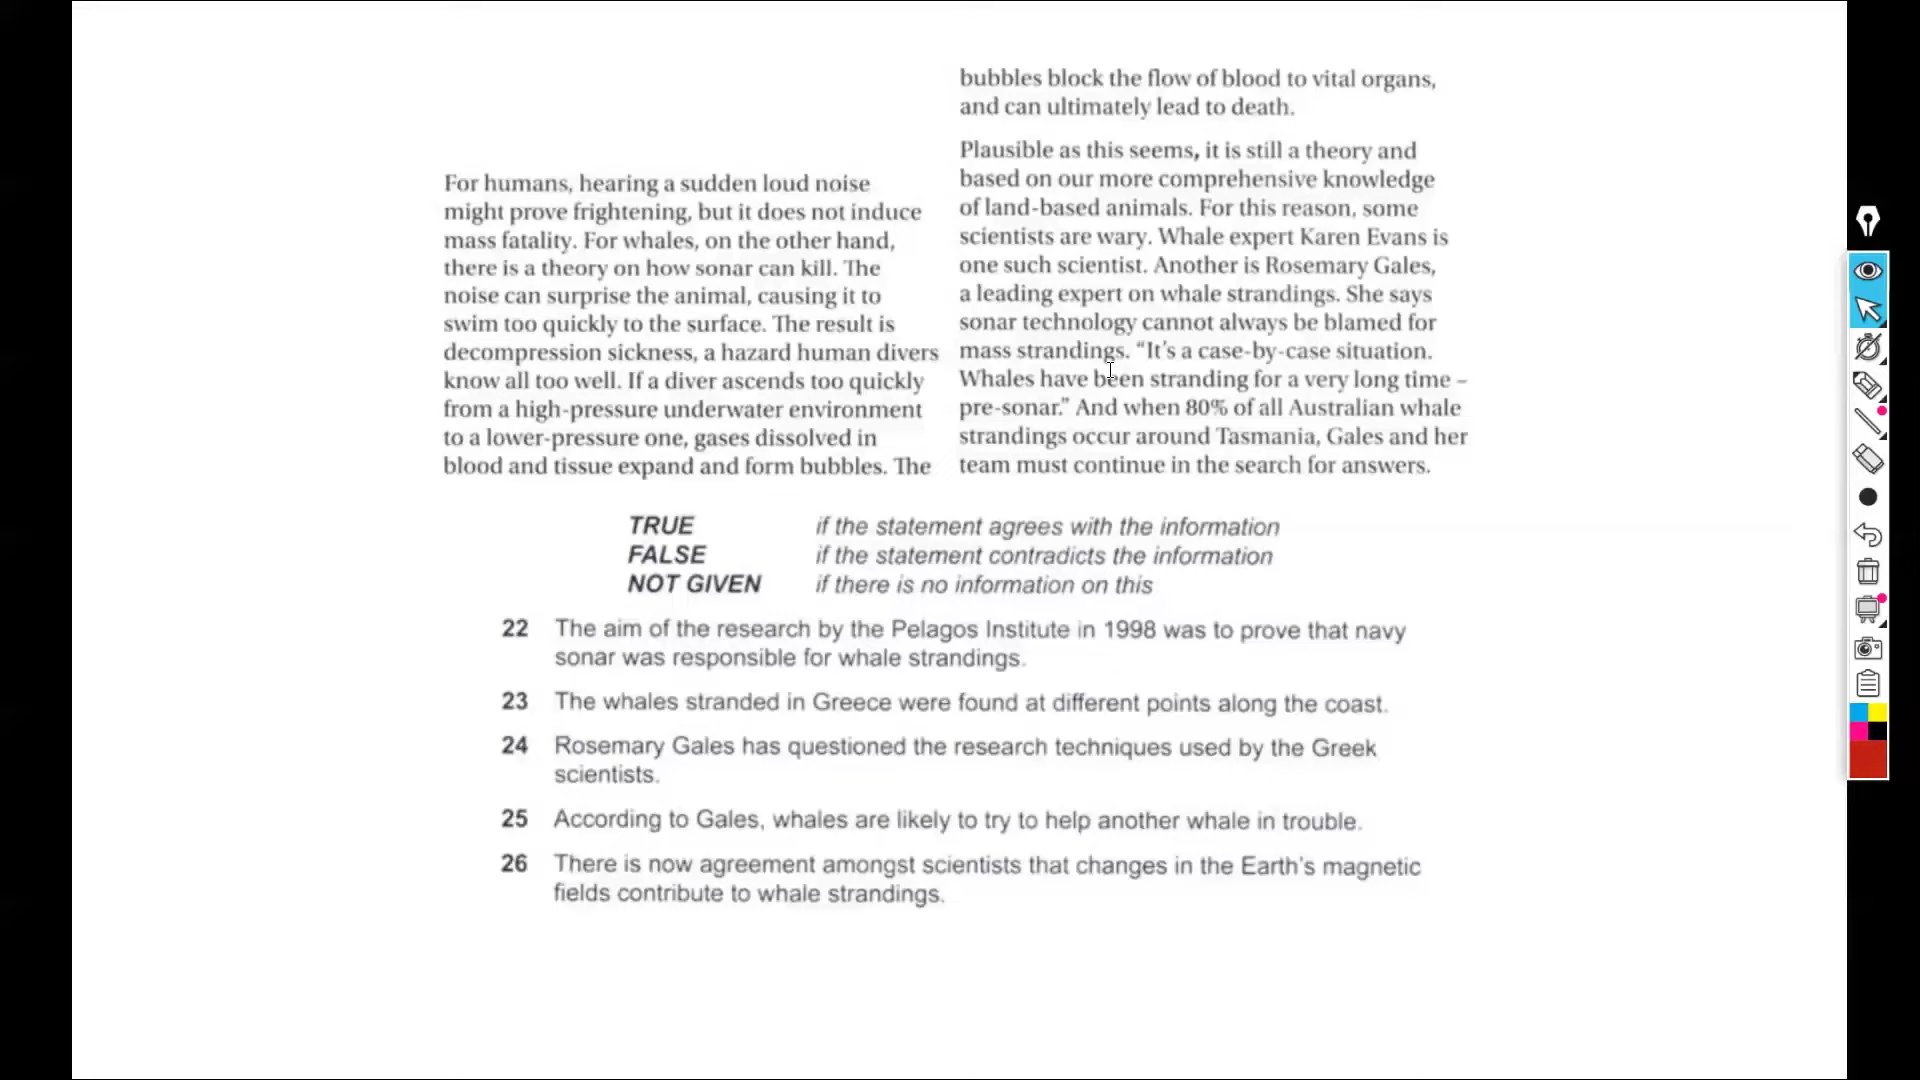 For humans, hearing a sudden loud noise
might prove frightening, but it does not induce
mass fatality. For whales, on the other hand,
there is a theory on how sonar can kill. The
noise can surprise the animal, causing it to
swim too quickly to the surface. The result is
decompression sickness, a hazard human divers
know all too well. If a diver ascends too quickly
from a high-pressure underwater environment
to a lower-pressure one, gases dissolved in
blood and tissue expand and form bubbles. The
bubbles block the flow of blood to vital organs,
and can ultimately lead to death.
Plausible as this seems, it is still a theory and
based on our more comprehensive knowledge
of land-based animals. For this reason, some
scientists are wary. Whale expert Karen Evans is
one such scientist. Another is Rosemary Gales,
a leading expert on whale strandings. She says
sonar technology cannot always be blamed for
mass strandings. “It’s a case-by-case situation.
Whales have been stranding for a very long time –
pre-sonar.” And when 80% of all Australian whale
strandings occur around Tasmania, Gales and her
team must continue in the search for answers.
TRUE if the statement agrees with the information
FALSE if the statement contradicts the information
NOT GIVEN if there is no information on this
22 The aim of the research by the Pelagos Institute in 1998 was to prove that navy
sonar was responsible for whale strandings.
23 The whales stranded in Greece were found at different points along the coast.
24 Rosemary Gales has questioned the research techniques used by the Greek
scientists.
25 According to Gales, whales are likely to try to help another whale in trouble.
26 There is now agreement amongst scientists that changes in the Earth’s magnetic
fields contribute to whale strandings.